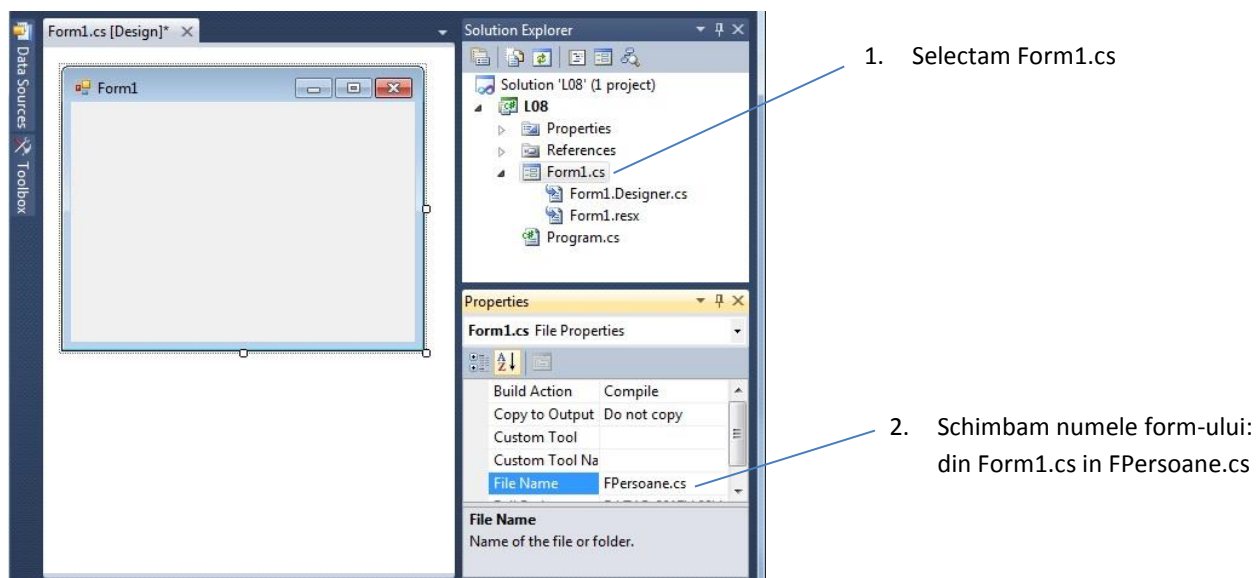 Form1.cs [Design]*
Data Sources
Toolbox
Form1
Solution Explorer
Solution 'L08' (1 project)
L08
Properties
References
Form1.cs
Form1.Designer.cs
Form1.resx
Program.cs
Properties
Form1.cs File Properties
Build Action Compile
Copy to Output Do not copy
Custom Tool
Custom Tool Na
File Name FPersoane.cs
File Name
Name of the file or folder.
1. Selectam Form1.cs
2. Schimbam numele form-ului:
din Form1.cs in FPersoane.cs